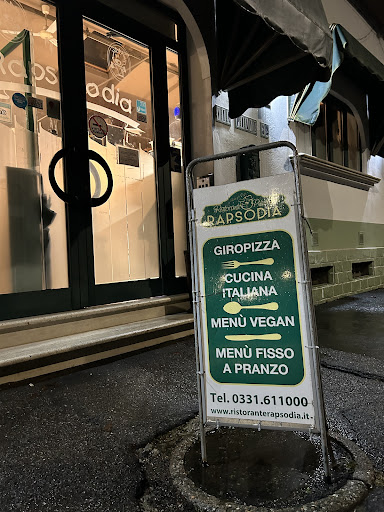 Rapsodia
Ristorante Pizzeria
RAPSODIA
GIROPIZZA
CUCINA
ITALIANA
MENÙ VEGAN
MENÙ FISSO
A PRANZO
Tel. 0331.611000
www.ristoranterapsodia.it